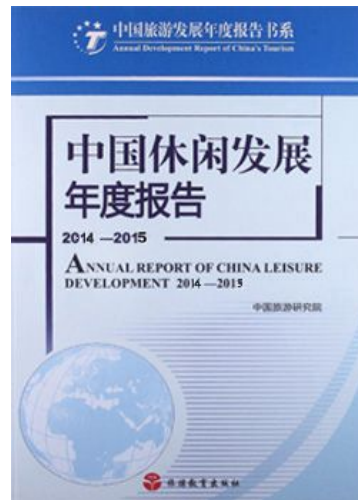 中国旅游发展年度报告书系
Annual Development Report of China's Tourism
中国休闲发展
年度报告
2014 —2015
ANNUAL REPORT OF CHINA LEISURE
DEVELOPMENT 2014 —2015
中国旅游研究院
旅游教育出版社